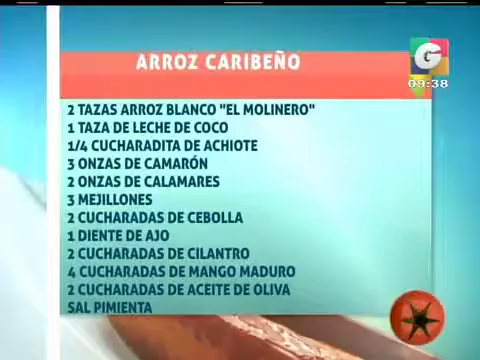 ARROZ CARIBEÑO
G
09:38
2 TAZAS ARROZ BLANCO "EL MOLINERO"
1 TAZA DE LECHE DE COCO
1/4 CUCHARADITA DE ACHIOTE
3 ONZAS DE CAMARÓN
2 ONZAS DE CALAMARES
3 MEJILLONES
2 CUCHARADAS DE CEBOLLA
1 DIENTE DE AJO
2 CUCHARADAS DE CILANTRO
4 CUCHARADAS DE MANGO MADURO
2 CUCHARADAS DE ACEITE DE OLIVA
SAL PIMIENTA